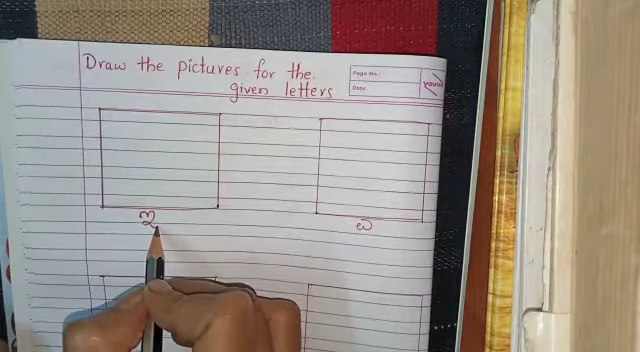 Draw the pictures for the
given letters
Page No.:
Date:
youva